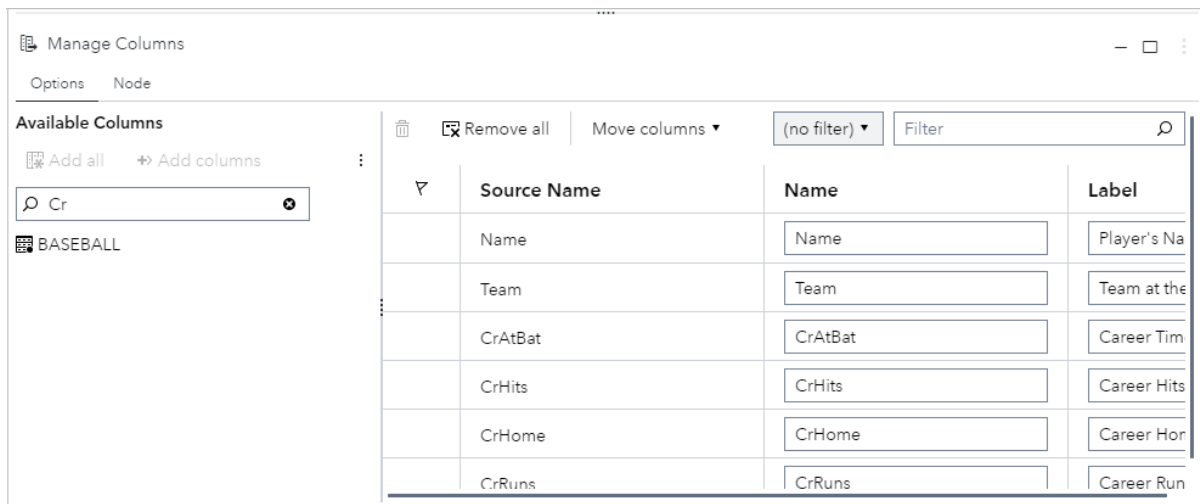 Manage Columns
Options Node
Available Columns
Add all Add columns
Cr
BASEBALL
Remove all Move columns (no filter) Filter
Source Name Name Label
Name Name Player's Na
Team Team Team at the
CrAtBat CrAtBat Career Tim
CrHits CrHits Career Hits
CrHome CrHome Career Hor
CrRuns CrRuns Career Run